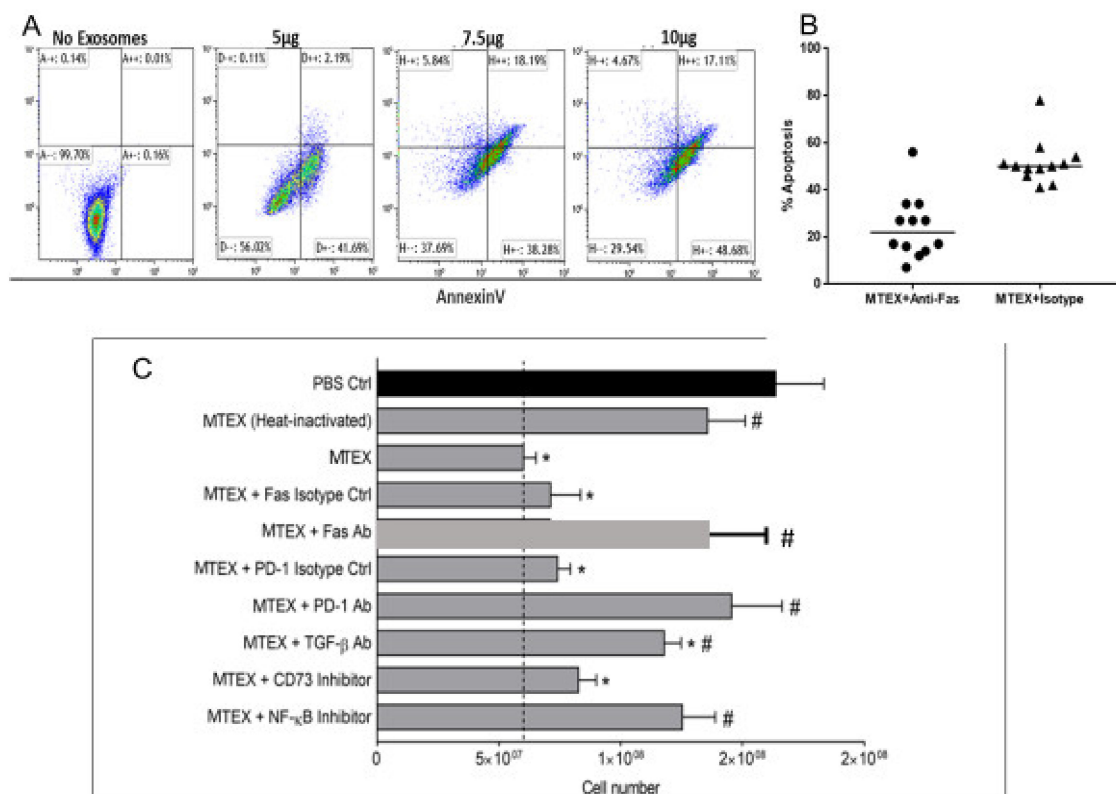 A
No Exosomes 5µg 7.5µg 10µg
A-+: 0.14% A++: 0.01% D-+: 0.11% D++: 2.19% H-+: 5.84% H++: 18.19% H-+: 4.67% H++: 17.11%
A--: 99.70% A+-: 0.16%
D--: 56.02% D+-: 41.69% H--: 37.69% H+-: 38.28% H--: 29.54% H+-: 48.68%
AnnexinV
B
% Apoptosis
100
80
60
40
20
0
MTEX+Anti-Fas MTEX+Isotype
C
PBS Ctrl
MTEX (Heat-inactivated) #
MTEX *
MTEX + Fas Isotype Ctrl *
MTEX + Fas Ab #
MTEX + PD-1 Isotype Ctrl *
MTEX + PD-1 Ab #
MTEX + TGF-β Ab * #
MTEX + CD73 Inhibitor *
MTEX + NF-κB Inhibitor #
0 5×10⁰⁷ 1×10⁰⁸ 2×10⁰⁸ 2×10⁰⁸
Cell number